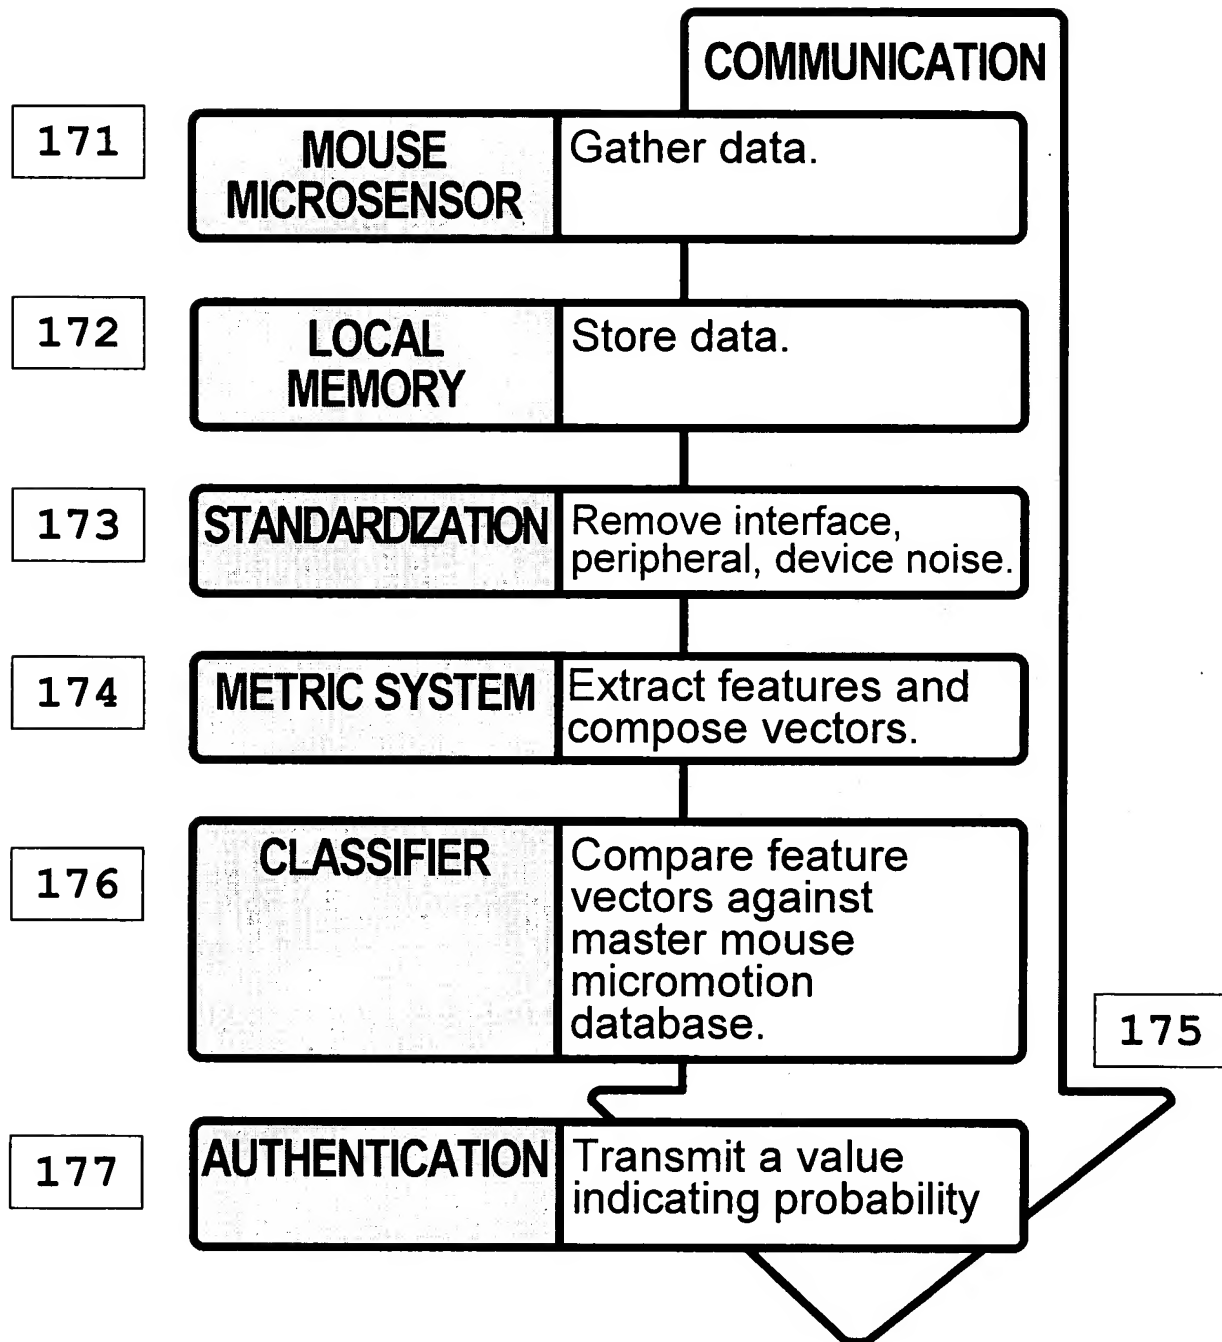 COMMUNICATION
171
MOUSE
MICROSENSOR
Gather data.
172
LOCAL
MEMORY
Store data.
173
STANDARDIZATION
Remove interface,
peripheral, device noise.
174
METRIC SYSTEM
Extract features and
compose vectors.
176
CLASSIFIER
Compare feature
vectors against
master mouse
micromotion
database.
175
177
AUTHENTICATION
Transmit a value
indicating probability